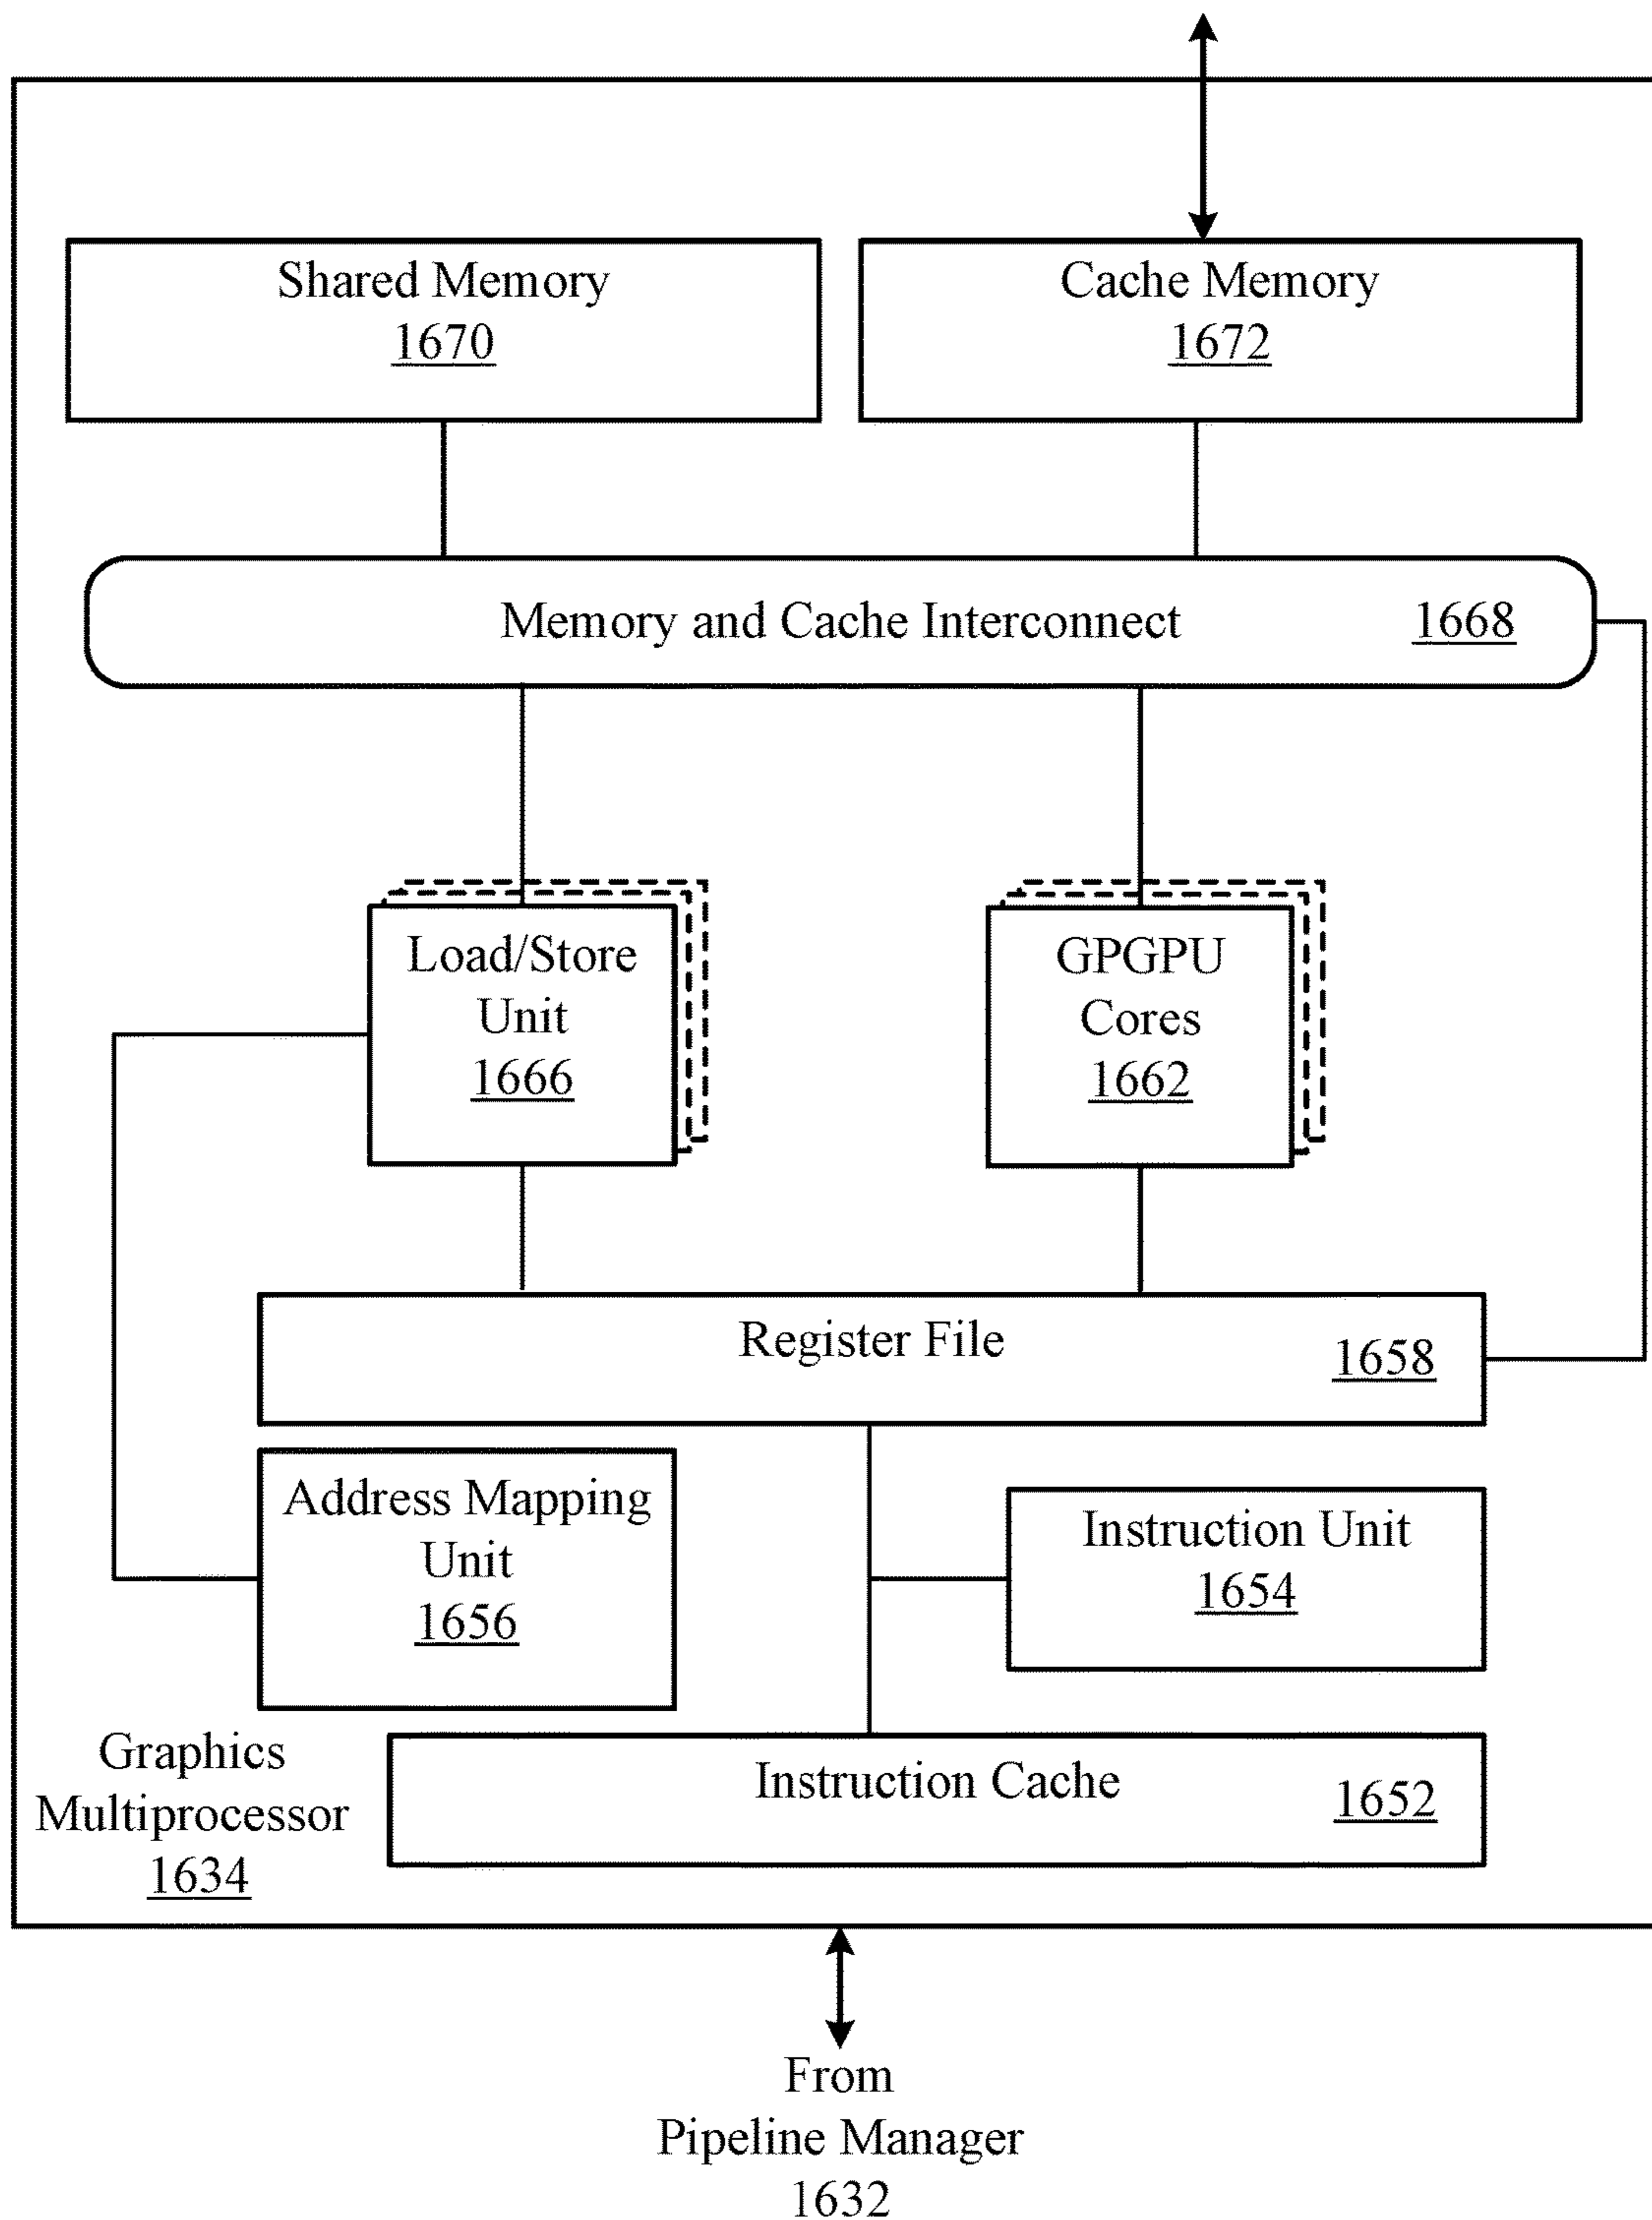 Shared Memory
1670
Cache Memory
1672
Memory and Cache Interconnect 1668
Load/Store
Unit
1666
GPGPU
Cores
1662
Register File 1658
Address Mapping
Unit
1656
Instruction Unit
1654
Graphics
Multiprocessor
1634
Instruction Cache 1652
From
Pipeline Manager
1632